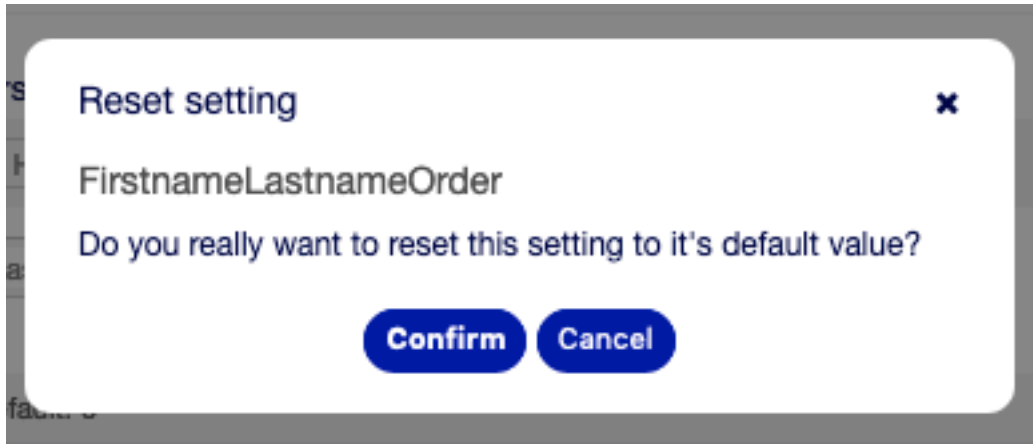 Reset setting
FirstnameLastnameOrder
Do you really want to reset this setting to it's default value?
Confirm Cancel